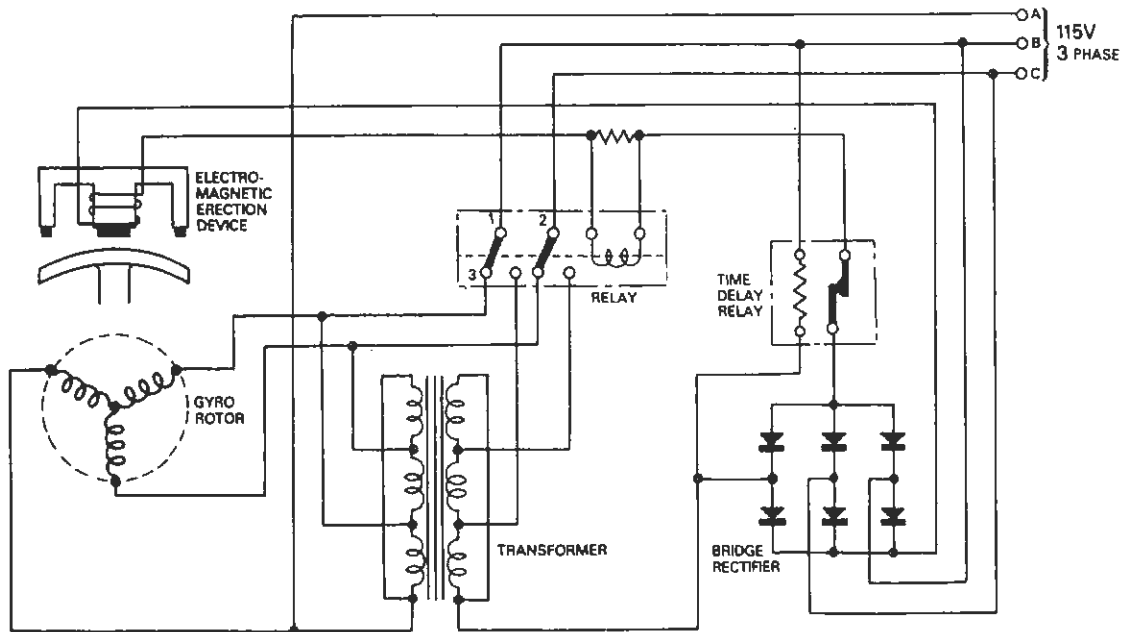 A
B
C
115V
3 PHASE
ELECTRO-
MAGNETIC
ERECTION
DEVICE
1
2
3
RELAY
TIME
DELAY
RELAY
GYRO
ROTOR
TRANSFORMER
BRIDGE
RECTIFIER